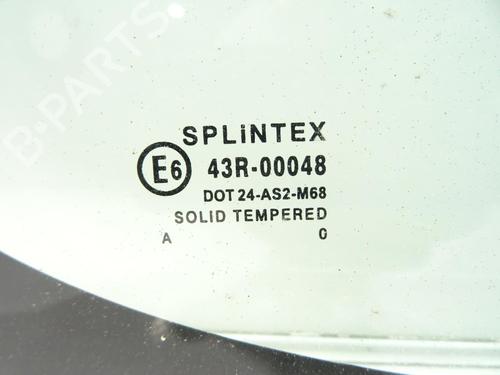 B-PARTS
SPLiNTEX
E6 43R-00048
DOT 24-AS2-M68
SOLID TEMPERED
A 0